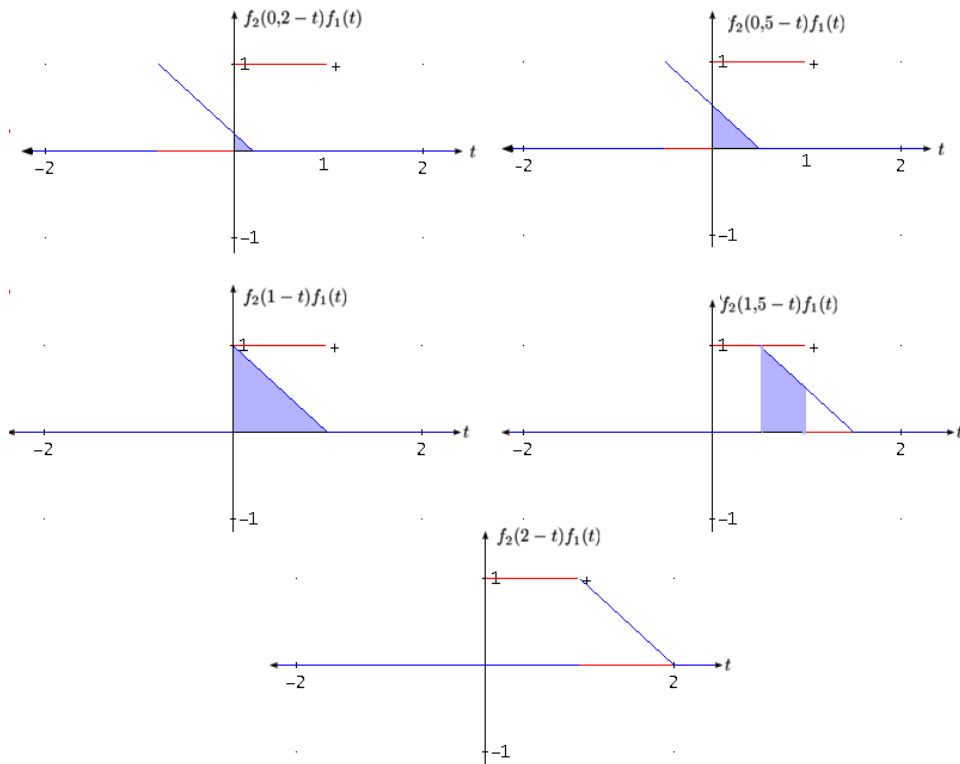 f₂(0,2 − t)f₁(t)
1 +
t
−2 1 2
−1
f₂(0,5 − t)f₁(t)
1 +
t
−2 1 2
−1
f₂(1 − t)f₁(t)
1 +
t
−2 2
−1
f₂(1,5 − t)f₁(t)
1 +
t
−2 2
−1
f₂(2 − t)f₁(t)
1 +
t
−2 2
−1